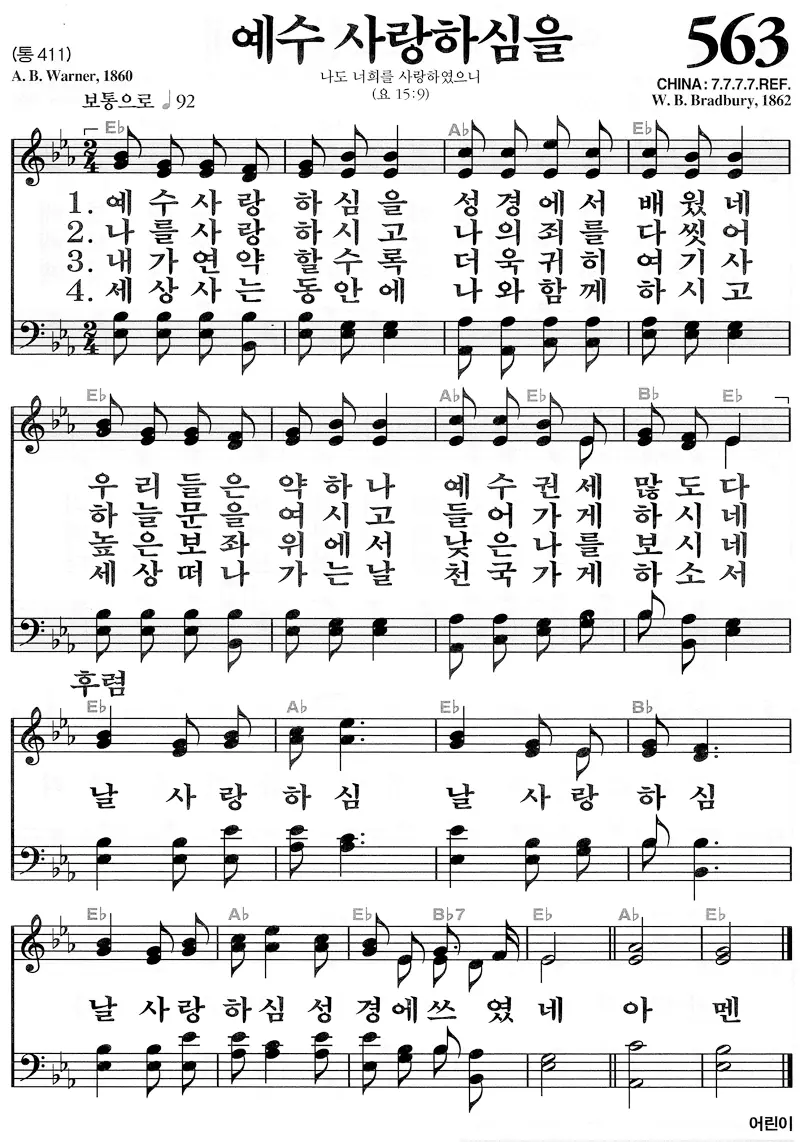 (통 411)
예수 사랑하심을
563
A. B. Warner, 1860
나도 너희를 사랑하였으니
(요 15:9)
CHINA : 7.7.7.7.REF.
W. B. Bradbury, 1862
보통으로 ♩92
E♭ A♭ E♭
1. 예 수 사 랑 하 심 을 성 경 에 서 배 웠 네
2. 나 를 사 랑 하 시 고 나 의 죄 를 다 씻 어
3. 내 가 연 약 할 수 록 더 욱 귀 히 여 기 사
4. 세 상 사 는 동 안 에 나 와 함 께 하 시 고
E♭ A♭ E♭ B♭ E♭
우 리 들 은 약 하 나 예 수 권 세 많 도 다
하 늘 문 을 여 시 고 들 어 가 게 하 시 네
높 은 보 좌 위 에 서 낮 은 나 를 보 시 네
세 상 떠 나 가 는 날 천 국 가 게 하 소 서
후렴
E♭ A♭ E♭ B♭
날 사 랑 하 심 날 사 랑 하 심
E♭ A♭ E♭ B♭7 E♭ A♭ E♭
날 사 랑 하 심 성 경 에 쓰 였 네 아 멘
어린이